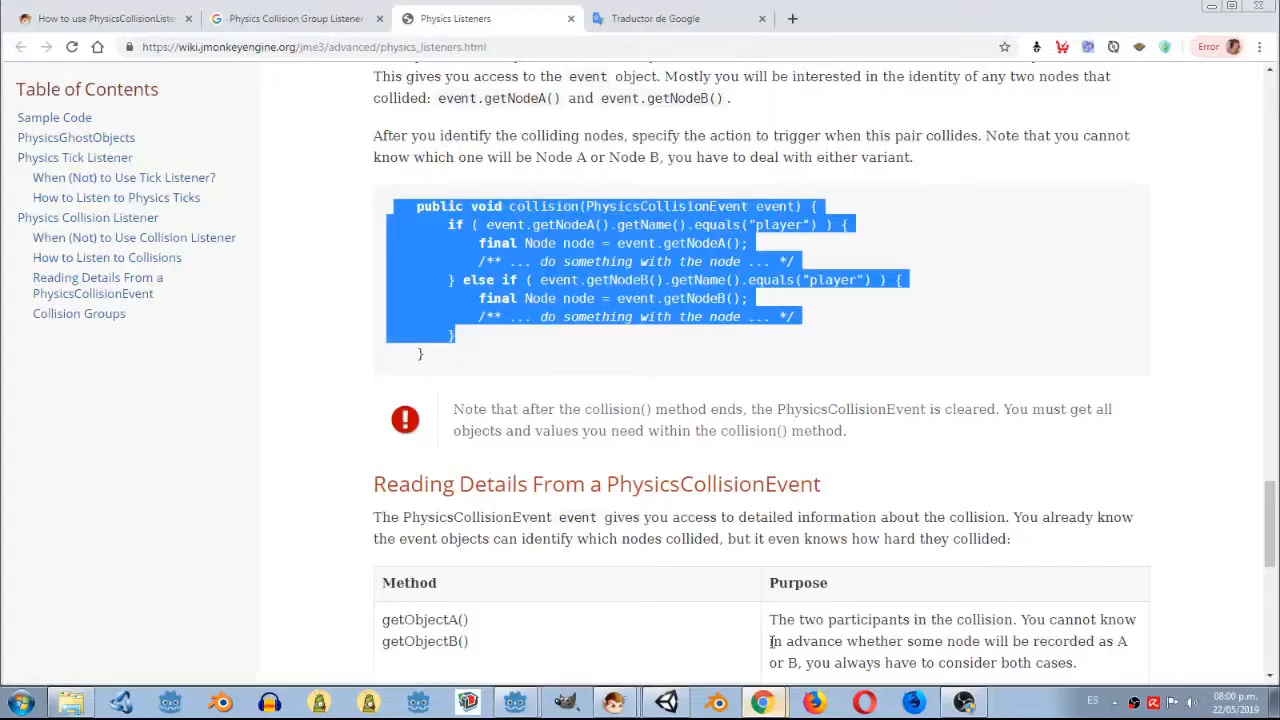 How to use PhysicsCollisionListe
Physics Collision Group Listener
Physics Listeners
Traductor de Google
https://wiki.jmonkeyengine.org/jme3/advanced/physics_listeners.html
Error
Table of Contents
Sample Code
PhysicsGhostObjects
Physics Tick Listener
When (Not) to Use Tick Listener?
How to Listen to Physics Ticks
Physics Collision Listener
When (Not) to Use Collision Listener
How to Listen to Collisions
Reading Details From a
PhysicsCollisionEvent
Collision Groups
This gives you access to the event object. Mostly you will be interested in the identity of any two nodes that
collided: event.getNodeA() and event.getNodeB().
After you identify the colliding nodes, specify the action to trigger when this pair collides. Note that you cannot
know which one will be Node A or Node B, you have to deal with either variant.
public void collision(PhysicsCollisionEvent event) {
if ( event.getNodeA().getName().equals("player") ) {
final Node node = event.getNodeA();
/** ... do something with the node ... */
} else if ( event.getNodeB().getName().equals("player") ) {
final Node node = event.getNodeB();
/** ... do something with the node ... */
}
}
Note that after the collision() method ends, the PhysicsCollisionEvent is cleared. You must get all
objects and values you need within the collision() method.
Reading Details From a PhysicsCollisionEvent
The PhysicsCollisionEvent event gives you access to detailed information about the collision. You already know
the event objects can identify which nodes collided, but it even knows how hard they collided:
Method
Purpose
getObjectA()
getObjectB()
The two participants in the collision. You cannot know
in advance whether some node will be recorded as A
or B, you always have to consider both cases.
ES
08:00 p.m.
22/05/2019